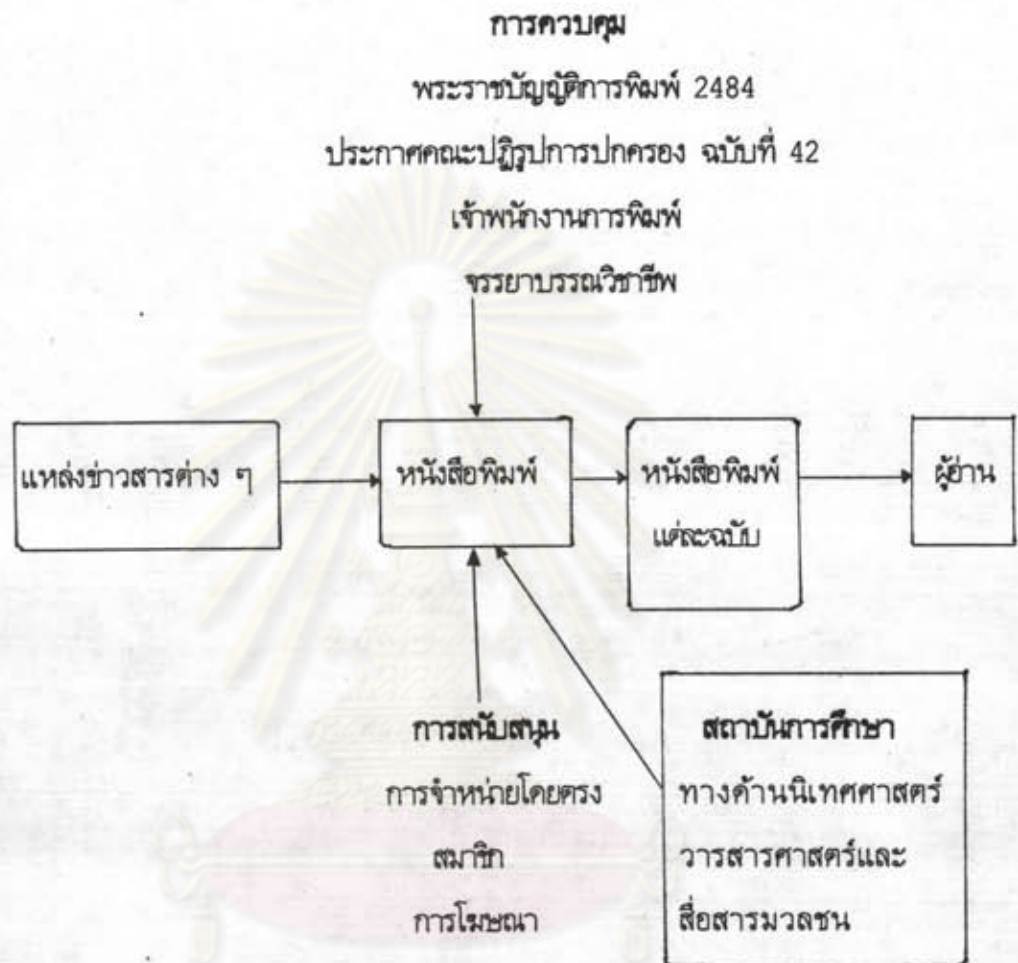 การควบคุม
พระราชบัญญัติการพิมพ์ 2484
ประกาศคณะปฏิรูปการปกครอง ฉบับที่ 42
เจ้าพนักงานการพิมพ์
จรรยาบรรณวิชาชีพ
แหล่งข่าวสารต่าง ๆ
หนังสือพิมพ์
หนังสือพิมพ์
แต่ละฉบับ
ผู้อ่าน
การสนับสนุน
การจำหน่ายโดยตรง
สมาชิก
การโฆษณา
สถาบันการศึกษา
ทางด้านนิเทศศาสตร์
วารสารศาสตร์และ
สื่อสารมวลชน